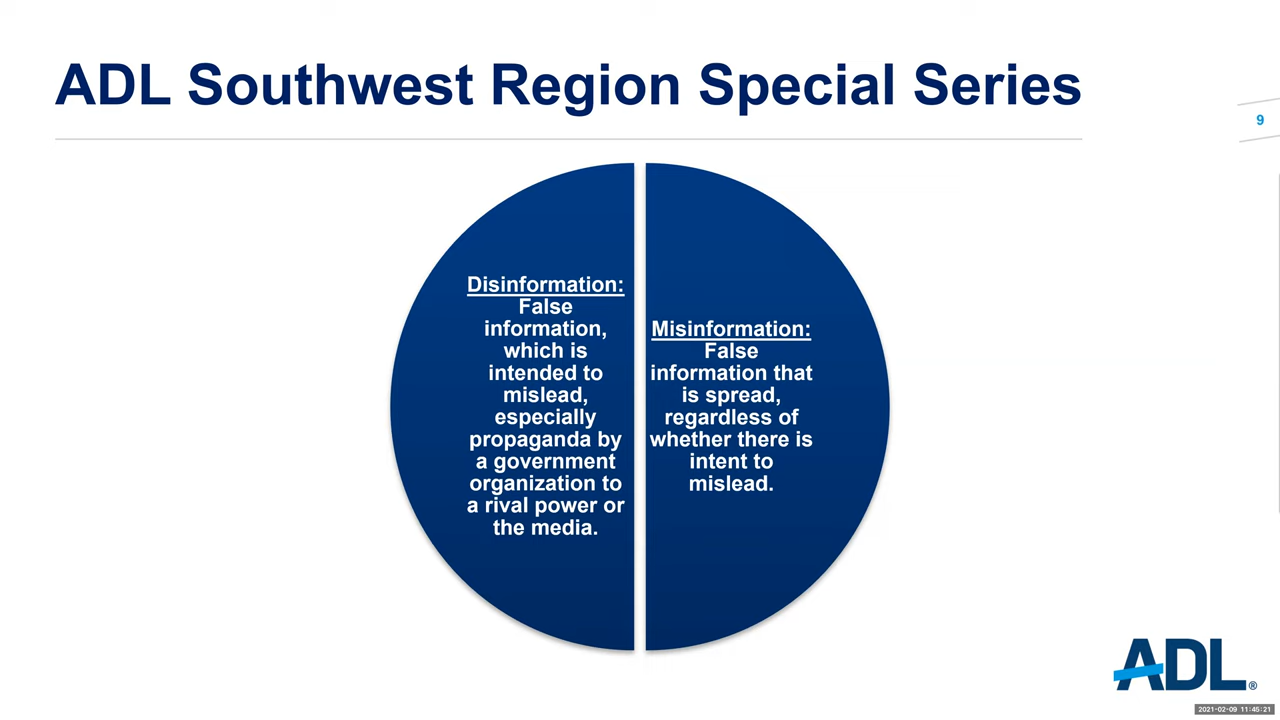 ADL Southwest Region Special Series
9
Disinformation:
False
information,
which is
intended to
mislead,
especially
propaganda by
a government
organization to
a rival power or
the media.
Misinformation:
False
information that
is spread,
regardless of
whether there is
intent to
mislead.
ADL®
2021-02-09 11:45:21